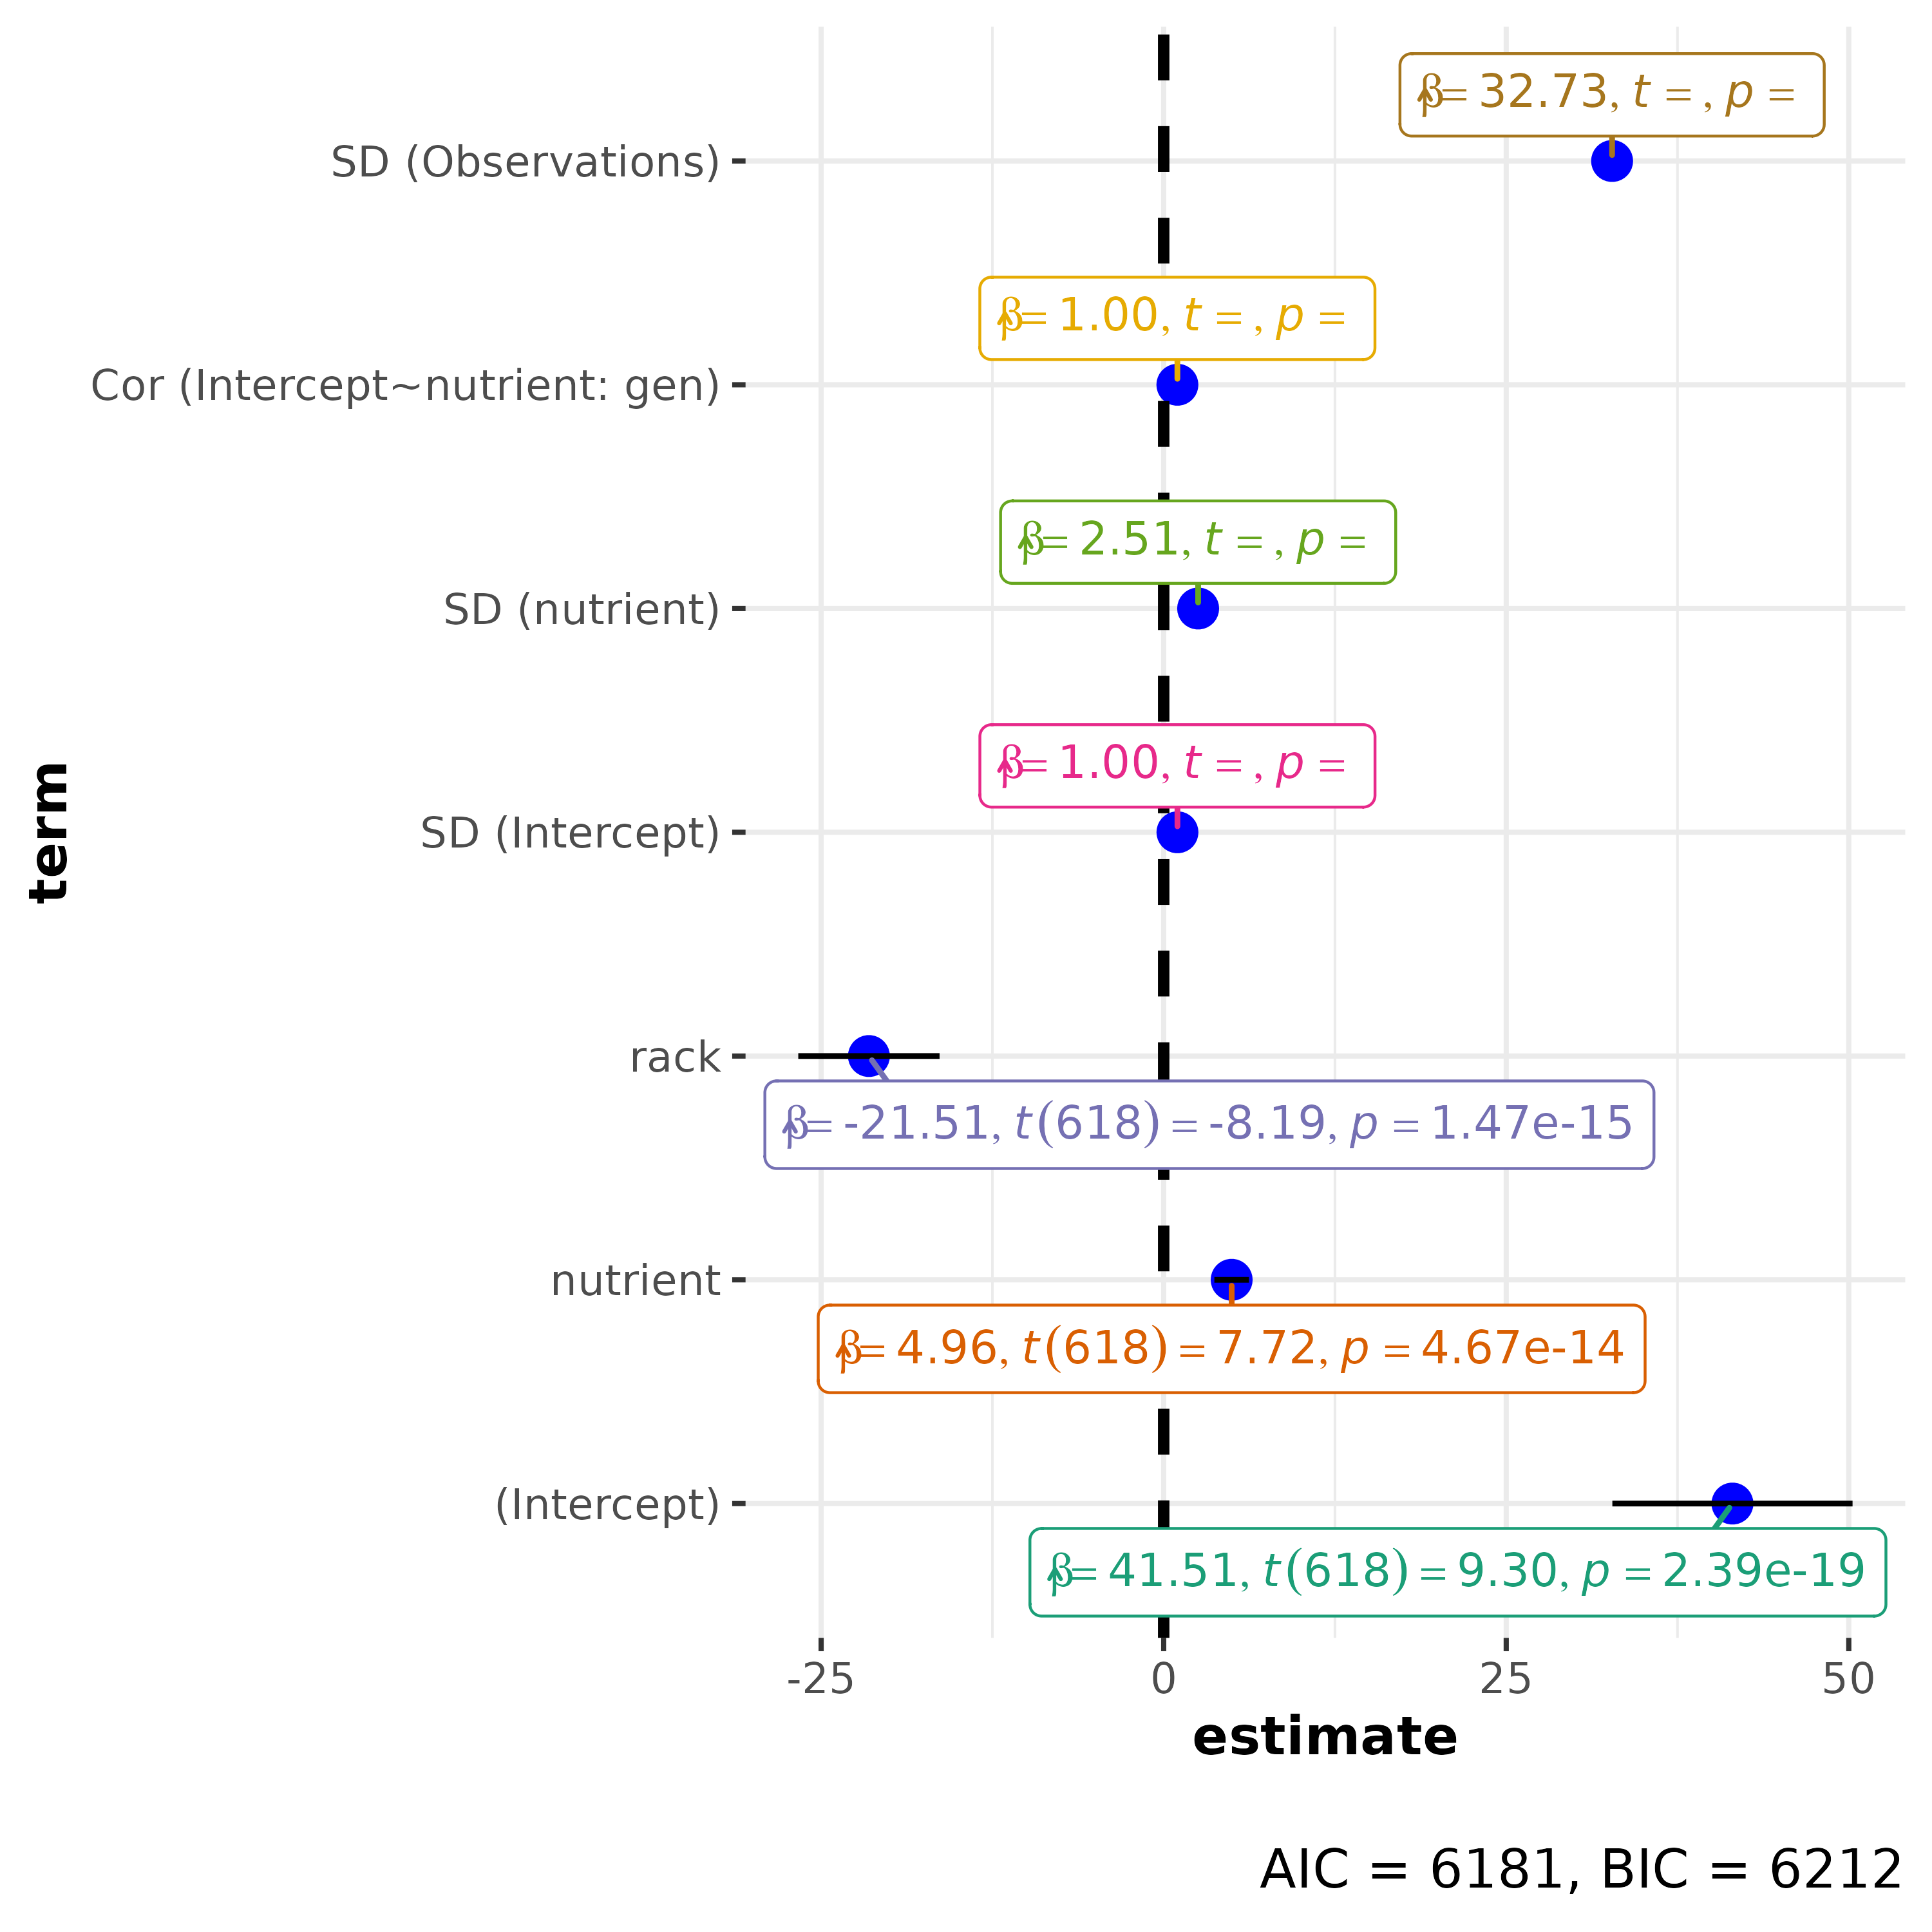 β̂ = 32.73, t = , p =
SD (Observations)
β̂ = 1.00, t = , p =
Cor (Intercept~nutrient: gen)
β̂ = 2.51, t = , p =
SD (nutrient)
β̂ = 1.00, t = , p =
SD (Intercept)
term
rack
β̂ = -21.51, t(618) = -8.19, p = 1.47e-15
nutrient
β̂ = 4.96, t(618) = 7.72, p = 4.67e-14
(Intercept)
β̂ = 41.51, t(618) = 9.30, p = 2.39e-19
-25 0 25 50
estimate
AIC = 6181, BIC = 6212